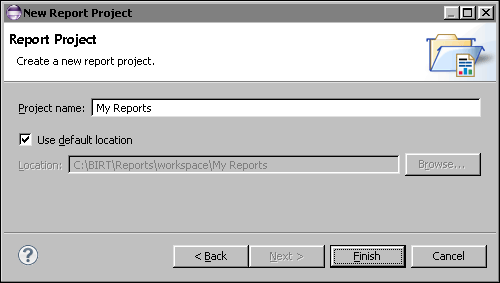 New Report Project
Report Project
Create a new report project.
Project name: My Reports
Use default location
Location: C:\BIRT\Reports\workspace\My Reports Browse...
? < Back Next > Finish Cancel